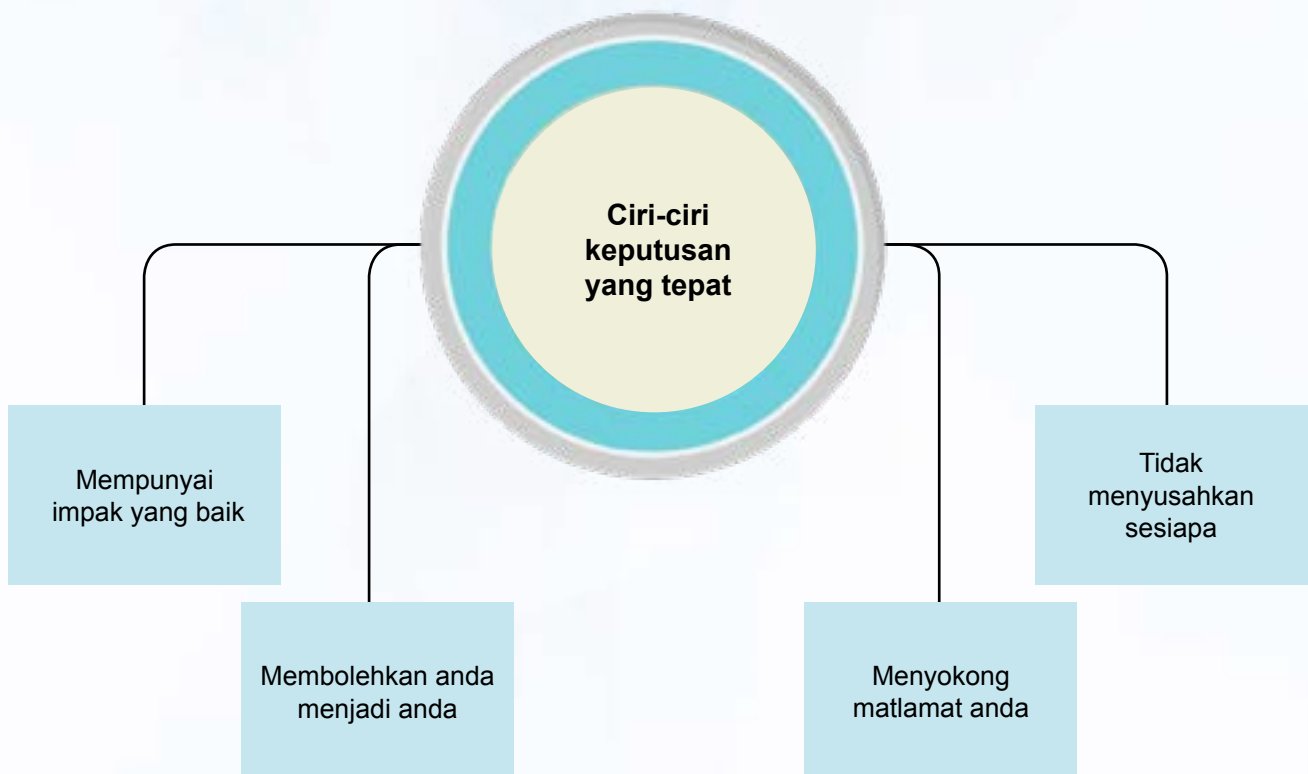 Ciri-ciri
keputusan
yang tepat
Mempunyai
impak yang baik
Membolehkan anda
menjadi anda
Menyokong
matlamat anda
Tidak
menyusahkan
sesiapa